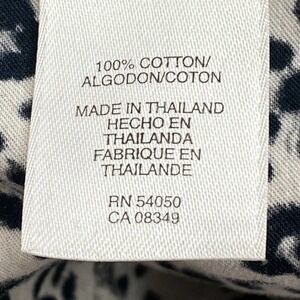 100% COTTON/
ALGODON/COTON
MADE IN THAILAND
HECHO EN
THAILANDA
FABRIQUE EN
THAILANDE
RN 54050
CA 08349